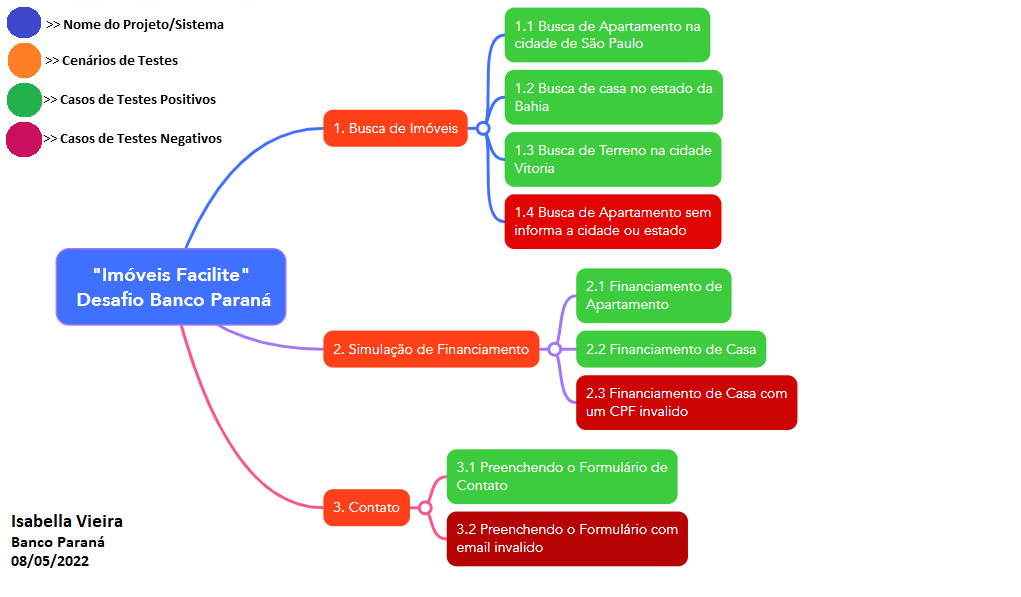 >> Nome do Projeto/Sistema
>> Cenários de Testes
>> Casos de Testes Positivos
>> Casos de Testes Negativos
"Imóveis Facilite"
Desafio Banco Paraná
1. Busca de Imóveis
1.1 Busca de Apartamento na
cidade de São Paulo
1.2 Busca de casa no estado da
Bahia
1.3 Busca de Terreno na cidade
Vitoria
1.4 Busca de Apartamento sem
informa a cidade ou estado
2. Simulação de Financiamento
2.1 Financiamento de
Apartamento
2.2 Financiamento de Casa
2.3 Financiamento de Casa com
um CPF invalido
3. Contato
3.1 Preenchendo o Formulário de
Contato
3.2 Preenchendo o Formulário com
email invalido
Isabella Vieira
Banco Paraná
08/05/2022